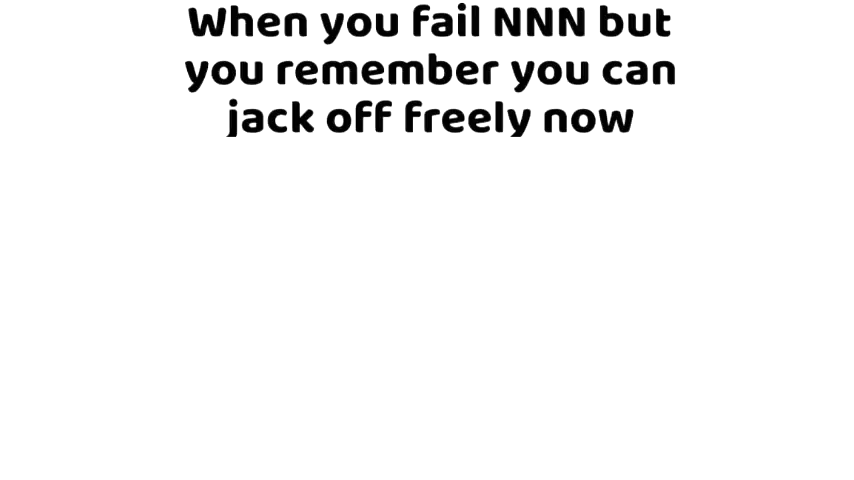 When you fail NNN but
you remember you can
jack off freely now